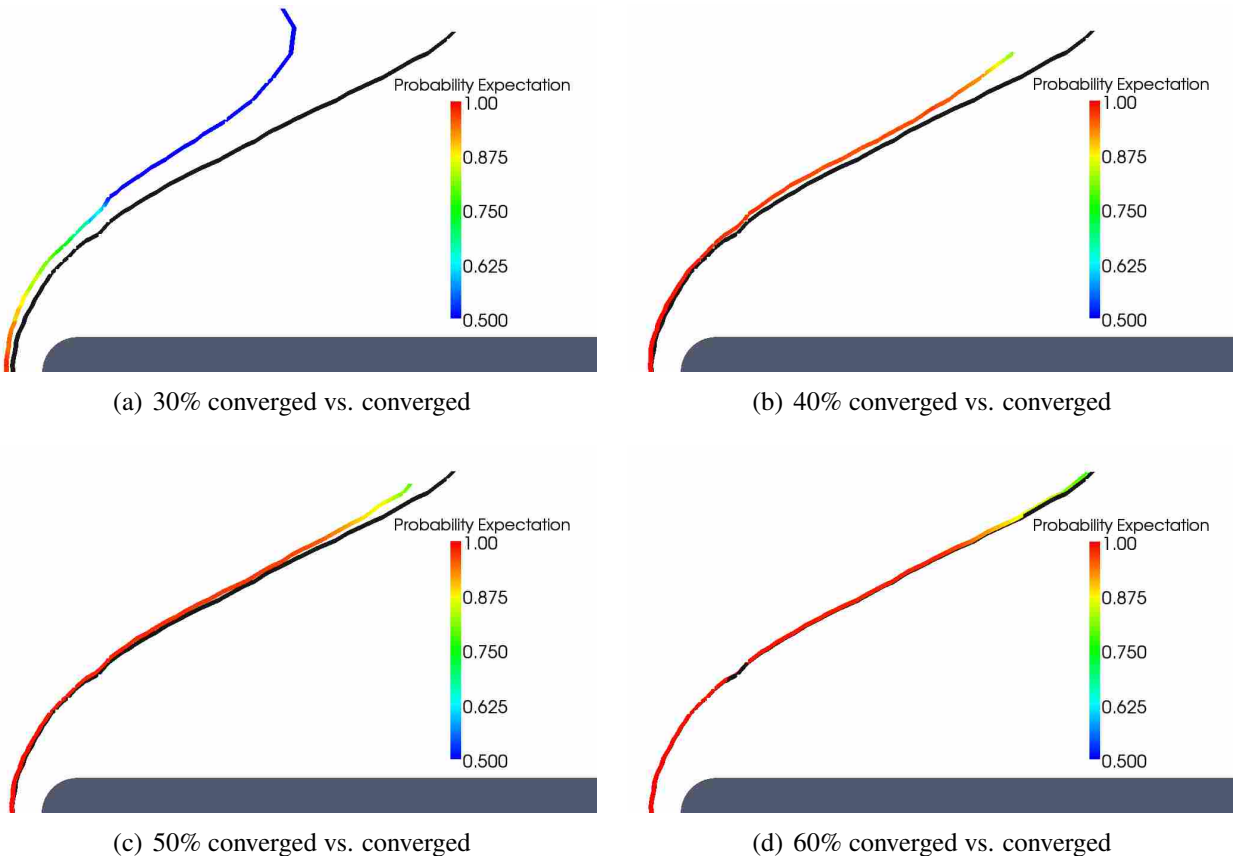 Probability Expectation
1.00
0.875
0.750
0.625
0.500
(a) 30% converged vs. converged
Probability Expectation
1.00
0.875
0.750
0.625
0.500
(b) 40% converged vs. converged
Probability Expectation
1.00
0.875
0.750
0.625
0.500
(c) 50% converged vs. converged
Probability Expectation
1.00
0.875
0.750
0.625
0.500
(d) 60% converged vs. converged